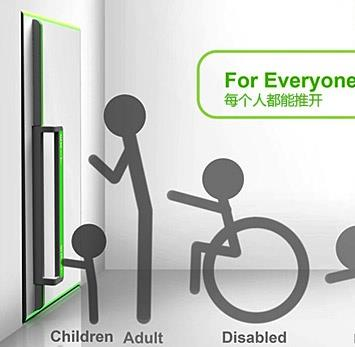 For Everyone
每个人都能推开
Children Adult Disabled